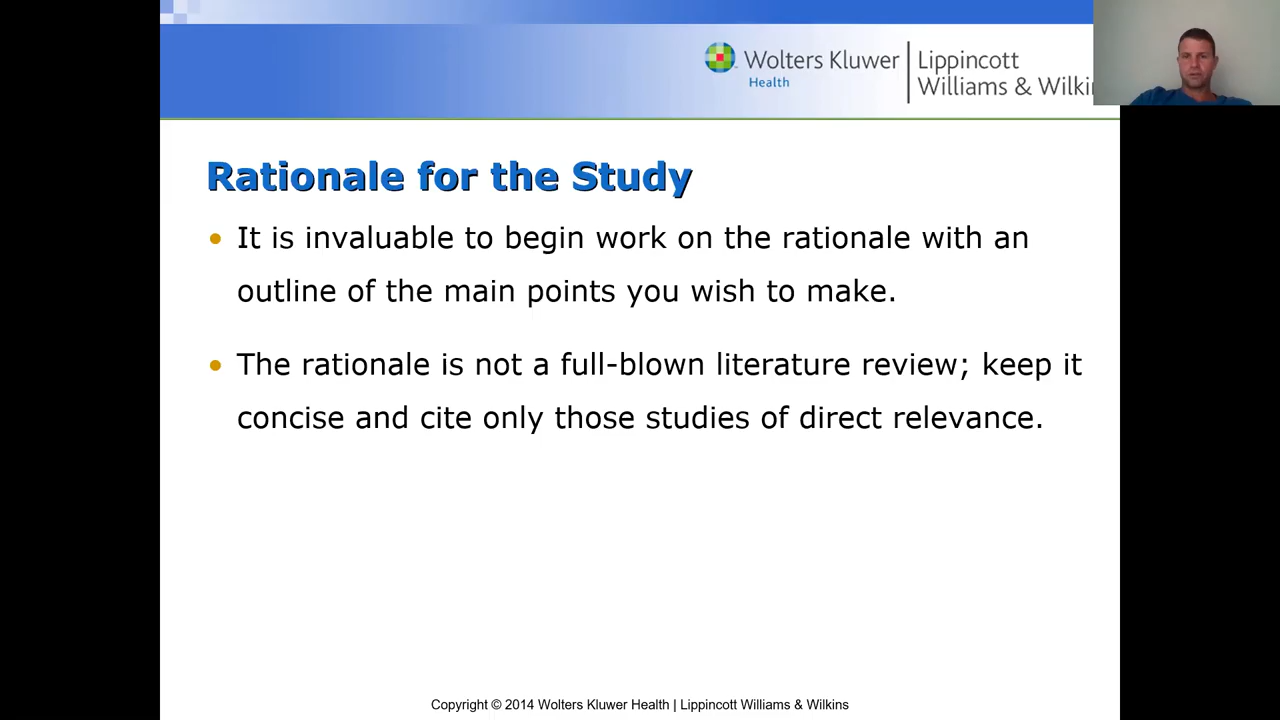 Wolters Kluwer
Health
Lippincott
Williams & Wilki
Rationale for the Study
• It is invaluable to begin work on the rationale with an
outline of the main points you wish to make.
• The rationale is not a full-blown literature review; keep it
concise and cite only those studies of direct relevance.
Copyright © 2014 Wolters Kluwer Health | Lippincott Williams & Wilkins